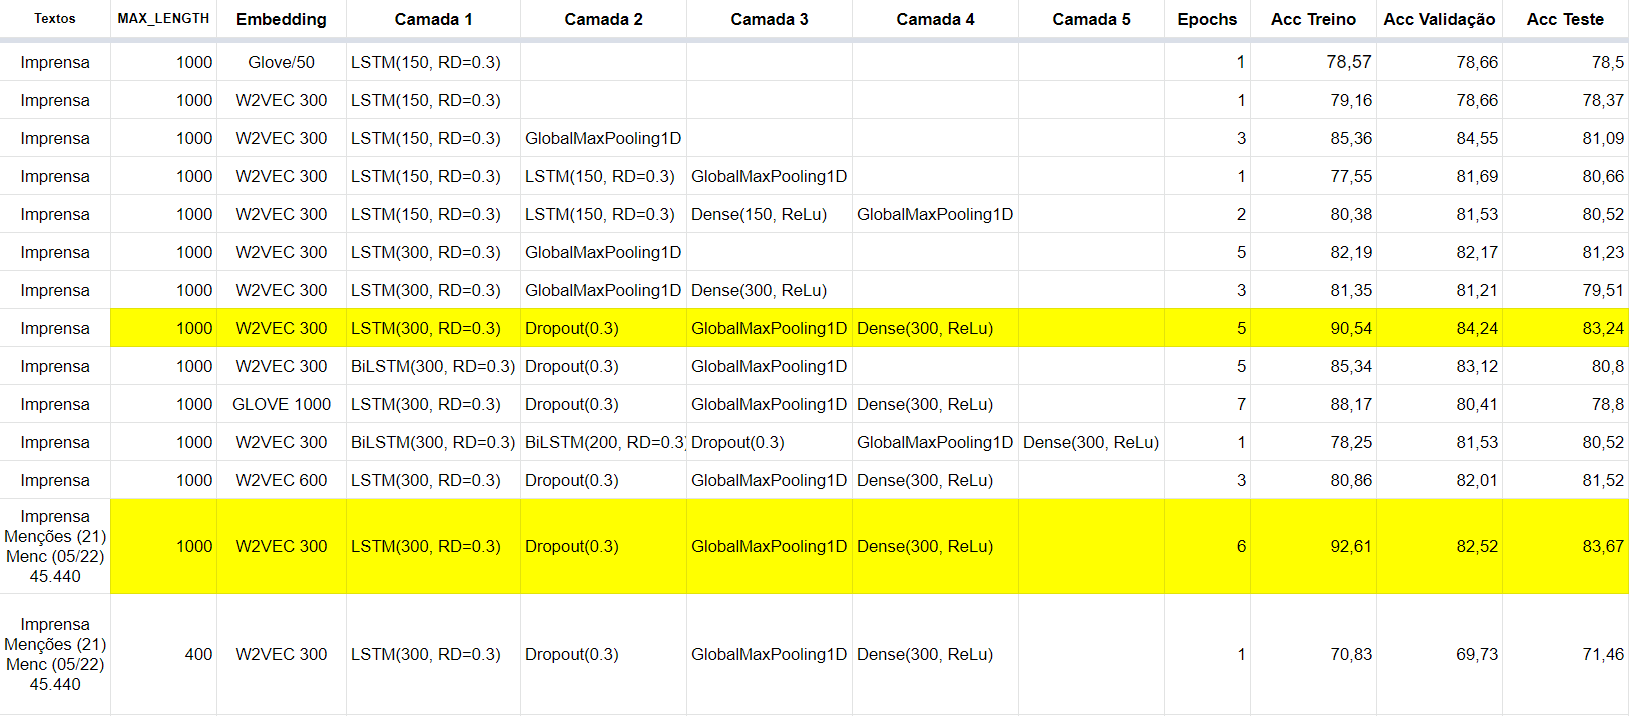 Textos MAX_LENGTH Embedding Camada 1 Camada 2 Camada 3 Camada 4 Camada 5 Epochs Acc Treino Acc Validação Acc Teste
Imprensa 1000 Glove/50 LSTM(150, RD=0.3) 1 78,57 78,66 78,5
Imprensa 1000 W2VEC 300 LSTM(150, RD=0.3) 1 79,16 78,66 78,37
Imprensa 1000 W2VEC 300 LSTM(150, RD=0.3) GlobalMaxPooling1D 3 85,36 84,55 81,09
Imprensa 1000 W2VEC 300 LSTM(150, RD=0.3) LSTM(150, RD=0.3) GlobalMaxPooling1D 1 77,55 81,69 80,66
Imprensa 1000 W2VEC 300 LSTM(150, RD=0.3) LSTM(150, RD=0.3) Dense(150, ReLu) GlobalMaxPooling1D 2 80,38 81,53 80,52
Imprensa 1000 W2VEC 300 LSTM(300, RD=0.3) GlobalMaxPooling1D 5 82,19 82,17 81,23
Imprensa 1000 W2VEC 300 LSTM(300, RD=0.3) GlobalMaxPooling1D Dense(300, ReLu) 3 81,35 81,21 79,51
Imprensa 1000 W2VEC 300 LSTM(300, RD=0.3) Dropout(0.3) GlobalMaxPooling1D Dense(300, ReLu) 5 90,54 84,24 83,24
Imprensa 1000 W2VEC 300 BiLSTM(300, RD=0.3) Dropout(0.3) GlobalMaxPooling1D 5 85,34 83,12 80,8
Imprensa 1000 GLOVE 1000 LSTM(300, RD=0.3) Dropout(0.3) GlobalMaxPooling1D Dense(300, ReLu) 7 88,17 80,41 78,8
Imprensa 1000 W2VEC 300 BiLSTM(300, RD=0.3) BiLSTM(200, RD=0.3) Dropout(0.3) GlobalMaxPooling1D Dense(300, ReLu) 1 78,25 81,53 80,52
Imprensa 1000 W2VEC 600 LSTM(300, RD=0.3) Dropout(0.3) GlobalMaxPooling1D Dense(300, ReLu) 3 80,86 82,01 81,52
Imprensa
Menções (21)
Menc (05/22)
45.440
1000 W2VEC 300 LSTM(300, RD=0.3) Dropout(0.3) GlobalMaxPooling1D Dense(300, ReLu) 6 92,61 82,52 83,67
Imprensa
Menções (21)
Menc (05/22)
45.440
400 W2VEC 300 LSTM(300, RD=0.3) Dropout(0.3) GlobalMaxPooling1D Dense(300, ReLu) 1 70,83 69,73 71,46